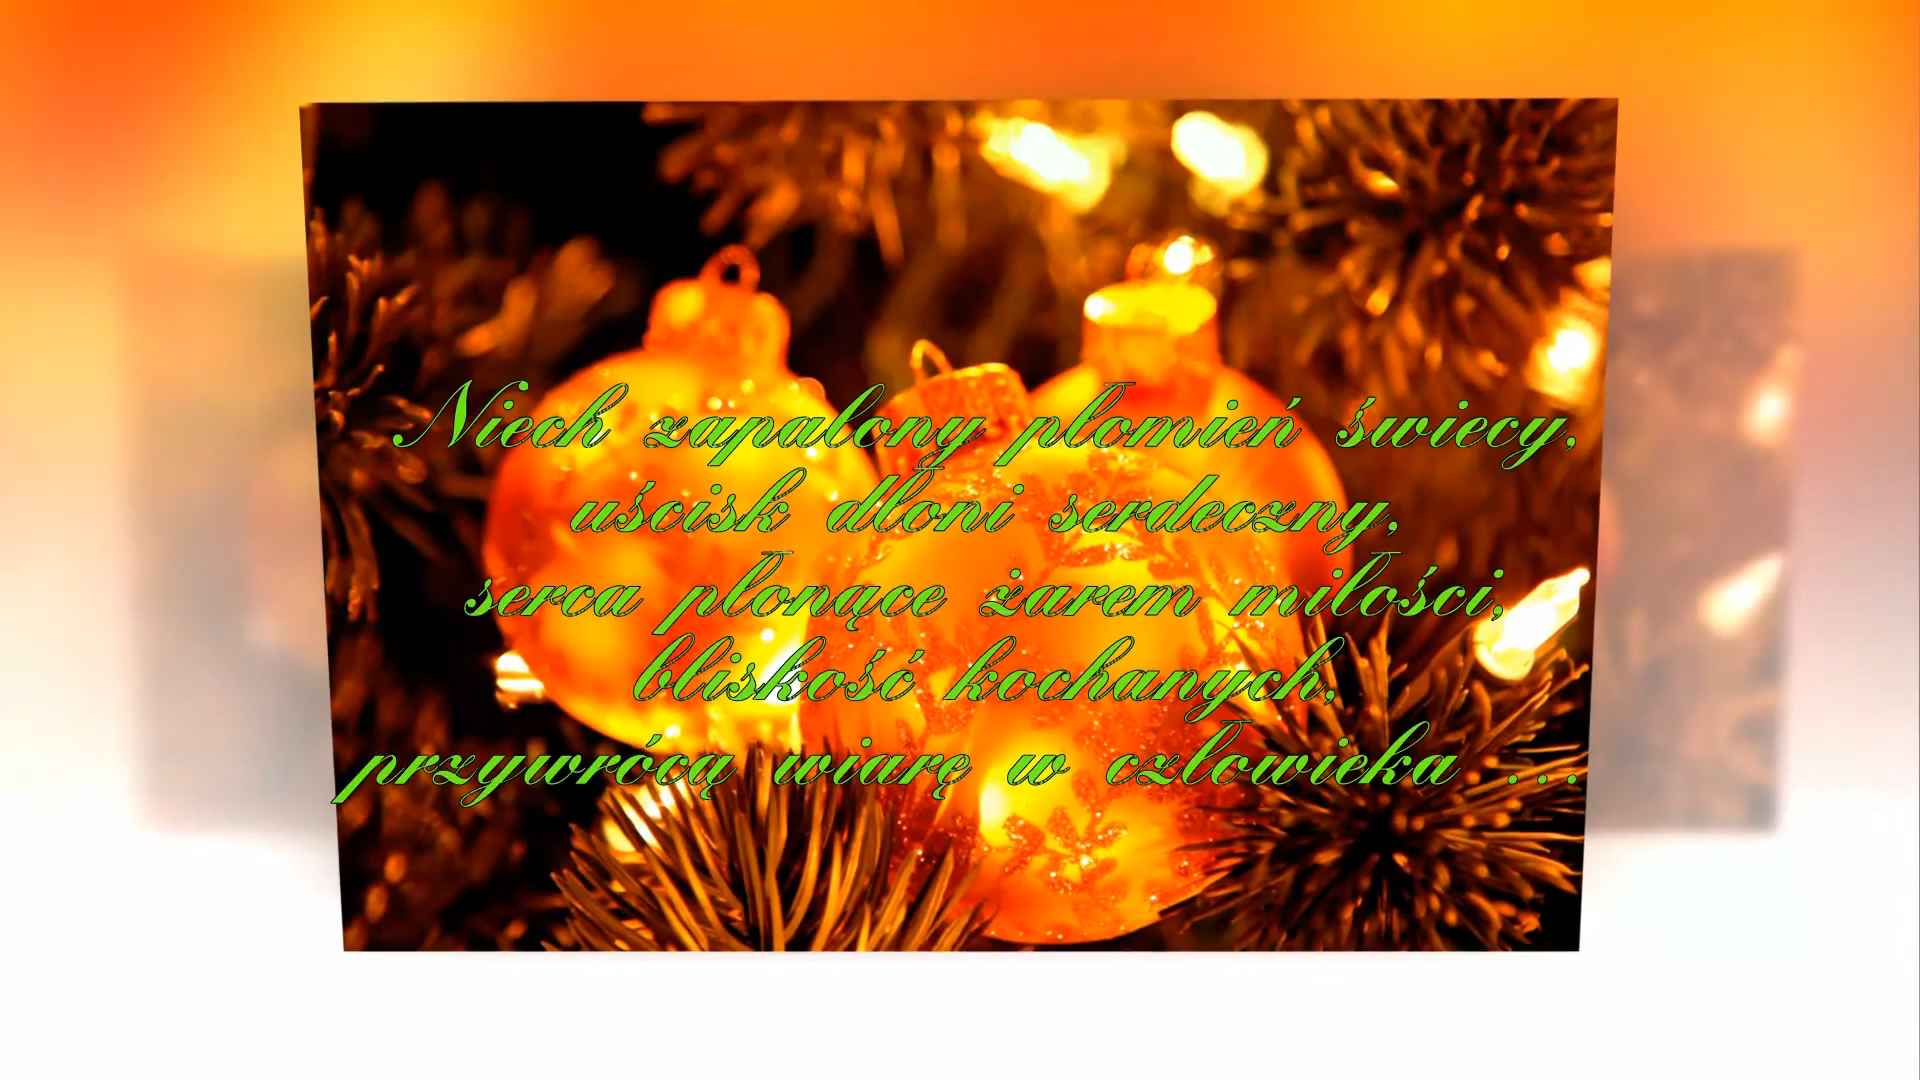 Niech zapalony płomień świecy,
uścisk dłoni serdeczny,
serca płonące żarem miłości,
bliskość kochanych,
przywrócą wiarę w człowieka ...